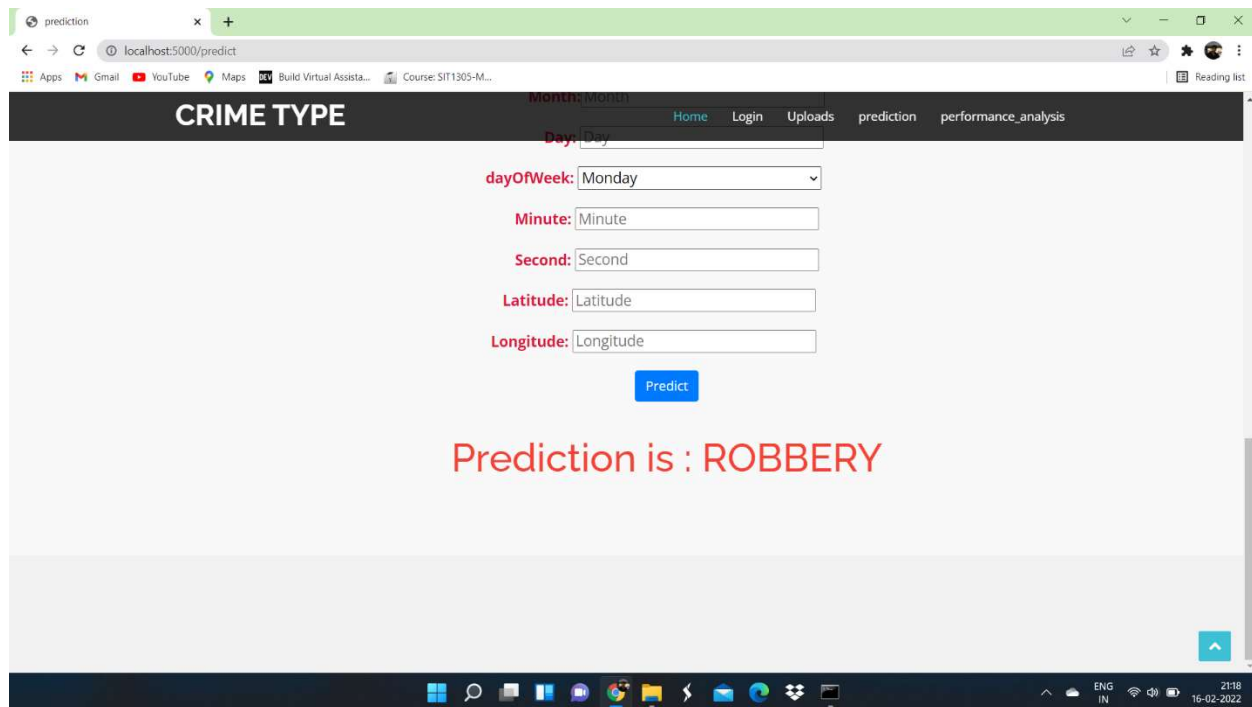 prediction
localhost:5000/predict
Apps Gmail YouTube Maps DEV Build Virtual Assista... Course: SIT1305-M... Reading list
CRIME TYPE Home Login Uploads prediction performance_analysis
Month: Month
Day: Day
dayOfWeek: Monday
Minute: Minute
Second: Second
Latitude: Latitude
Longitude: Longitude
Predict
Prediction is : ROBBERY
ENG 21:18
IN 16-02-2022